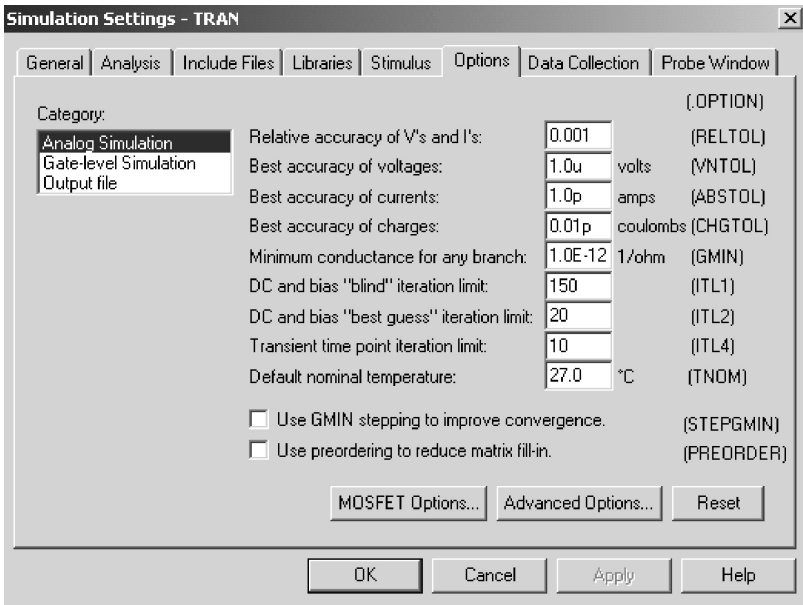 Simulation Settings - TRAN
General Analysis Include Files Libraries Stimulus Options Data Collection Probe Window
(.OPTION)
Category:
Analog Simulation
Gate-level Simulation
Output file
Relative accuracy of V's and I's: 0.001 (RELTOL)
Best accuracy of voltages: 1.0u volts (VNTOL)
Best accuracy of currents: 1.0p amps (ABSTOL)
Best accuracy of charges: 0.01p coulombs (CHGTOL)
Minimum conductance for any branch: 1.0E-12 1/ohm (GMIN)
DC and bias "blind" iteration limit: 150 (ITL1)
DC and bias "best guess" iteration limit: 20 (ITL2)
Transient time point iteration limit: 10 (ITL4)
Default nominal temperature: 27.0 °C (TNOM)
Use GMIN stepping to improve convergence. (STEPGMIN)
Use preordering to reduce matrix fill-in. (PREORDER)
MOSFET Options... Advanced Options... Reset
OK Cancel Apply Help